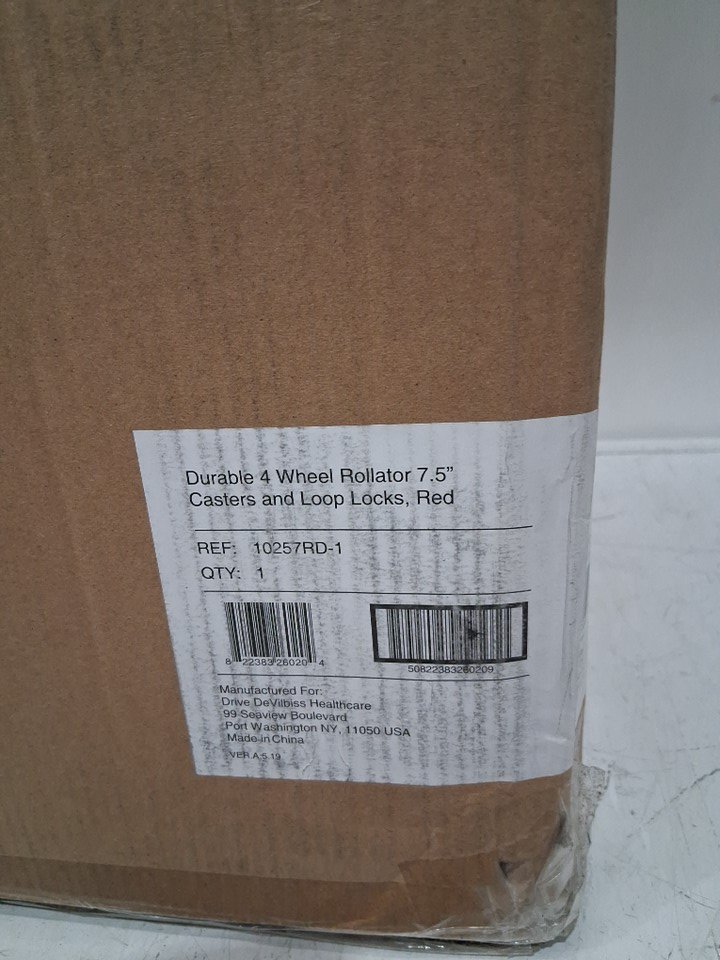 Durable 4 Wheel Rollator 7.5”
Casters and Loop Locks, Red
REF: 10257RD-1
QTY: 1
8 22383 26020 4
50822383260209
Manufactured For:
Drive DeVilbiss Healthcare
99 Seaview Boulevard
Port Washington NY, 11050 USA
Made in China
VER.A.5.19